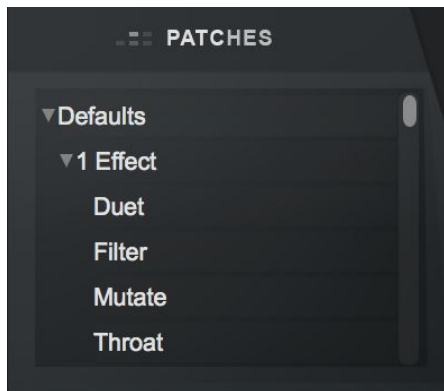 PATCHES
Defaults
1 Effect
Duet
Filter
Mutate
Throat